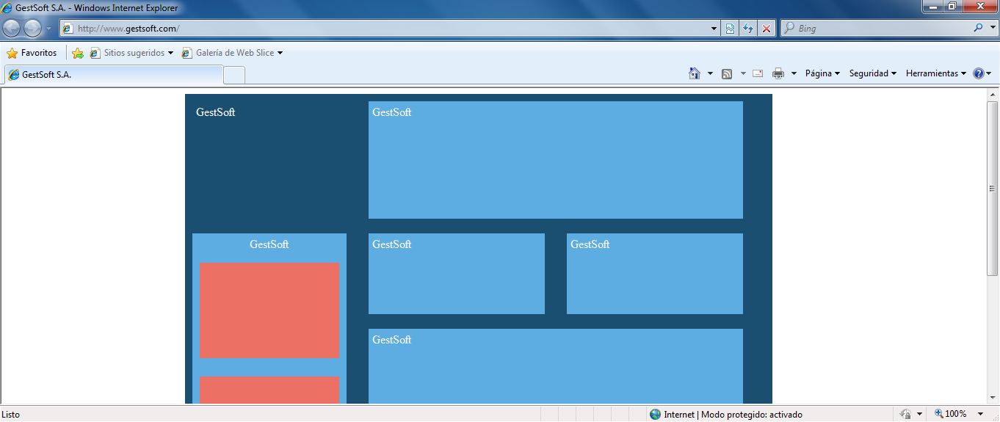 GestSoft S.A. - Windows Internet Explorer
http://www.gestsoft.com/
Bing
Favoritos
Sitios sugeridos
Galería de Web Slice
GestSoft S.A.
Página
Seguridad
Herramientas
GestSoft
GestSoft
GestSoft
GestSoft
GestSoft
GestSoft
Listo
Internet | Modo protegido: activado
100%